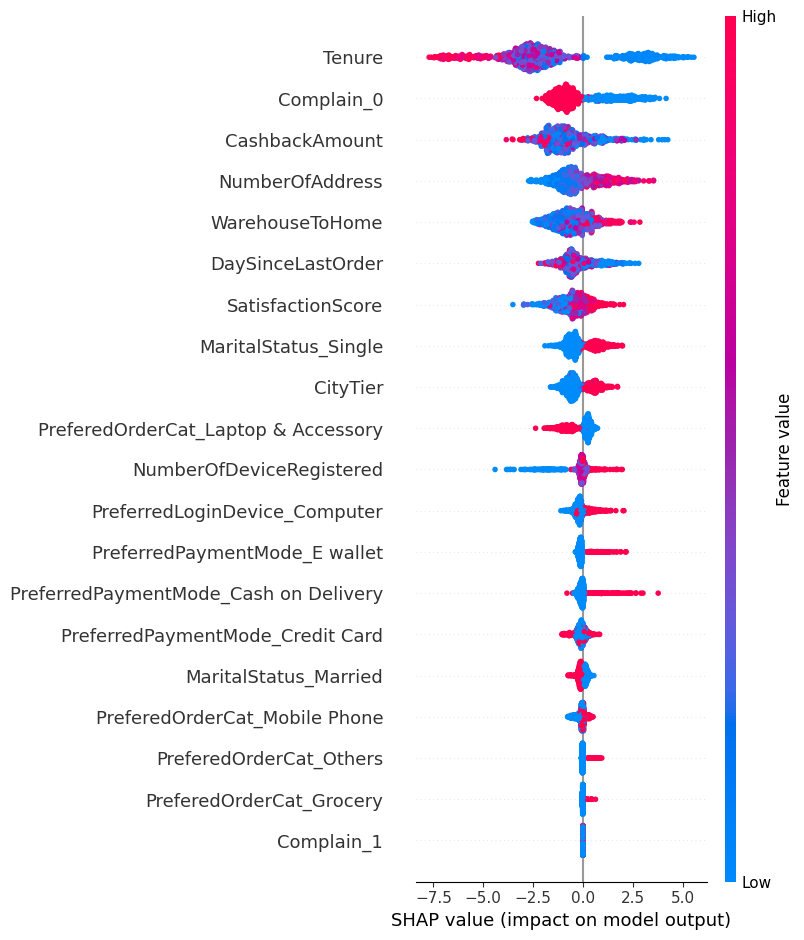 High
Tenure
Complain_0
CashbackAmount
NumberOfAddress
WarehouseToHome
DaySinceLastOrder
SatisfactionScore
MaritalStatus_Single
CityTier
PreferedOrderCat_Laptop & Accessory
NumberOfDeviceRegistered
PreferredLoginDevice_Computer
PreferredPaymentMode_E wallet
PreferredPaymentMode_Cash on Delivery
PreferredPaymentMode_Credit Card
MaritalStatus_Married
PreferedOrderCat_Mobile Phone
PreferedOrderCat_Others
PreferedOrderCat_Grocery
Complain_1
Feature value
Low
−7.5 −5.0 −2.5 0.0 2.5 5.0
SHAP value (impact on model output)